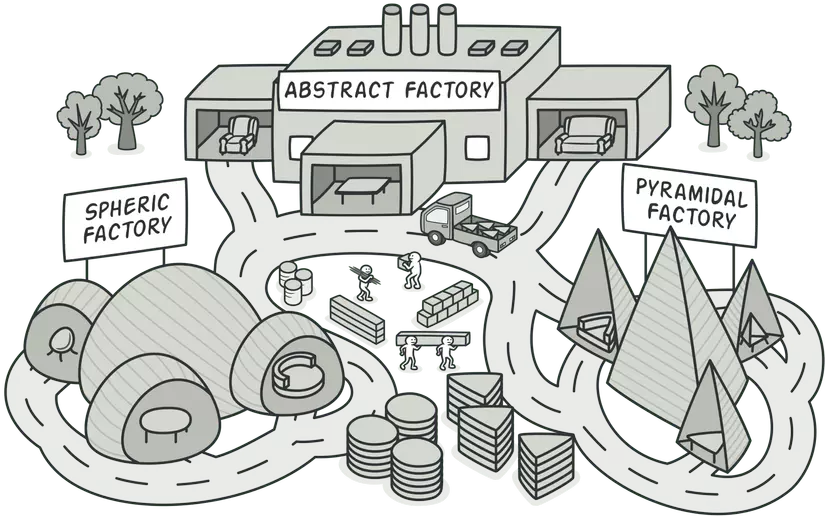 ABSTRACT FACTORY
SPHERIC
FACTORY
PYRAMIDAL
FACTORY